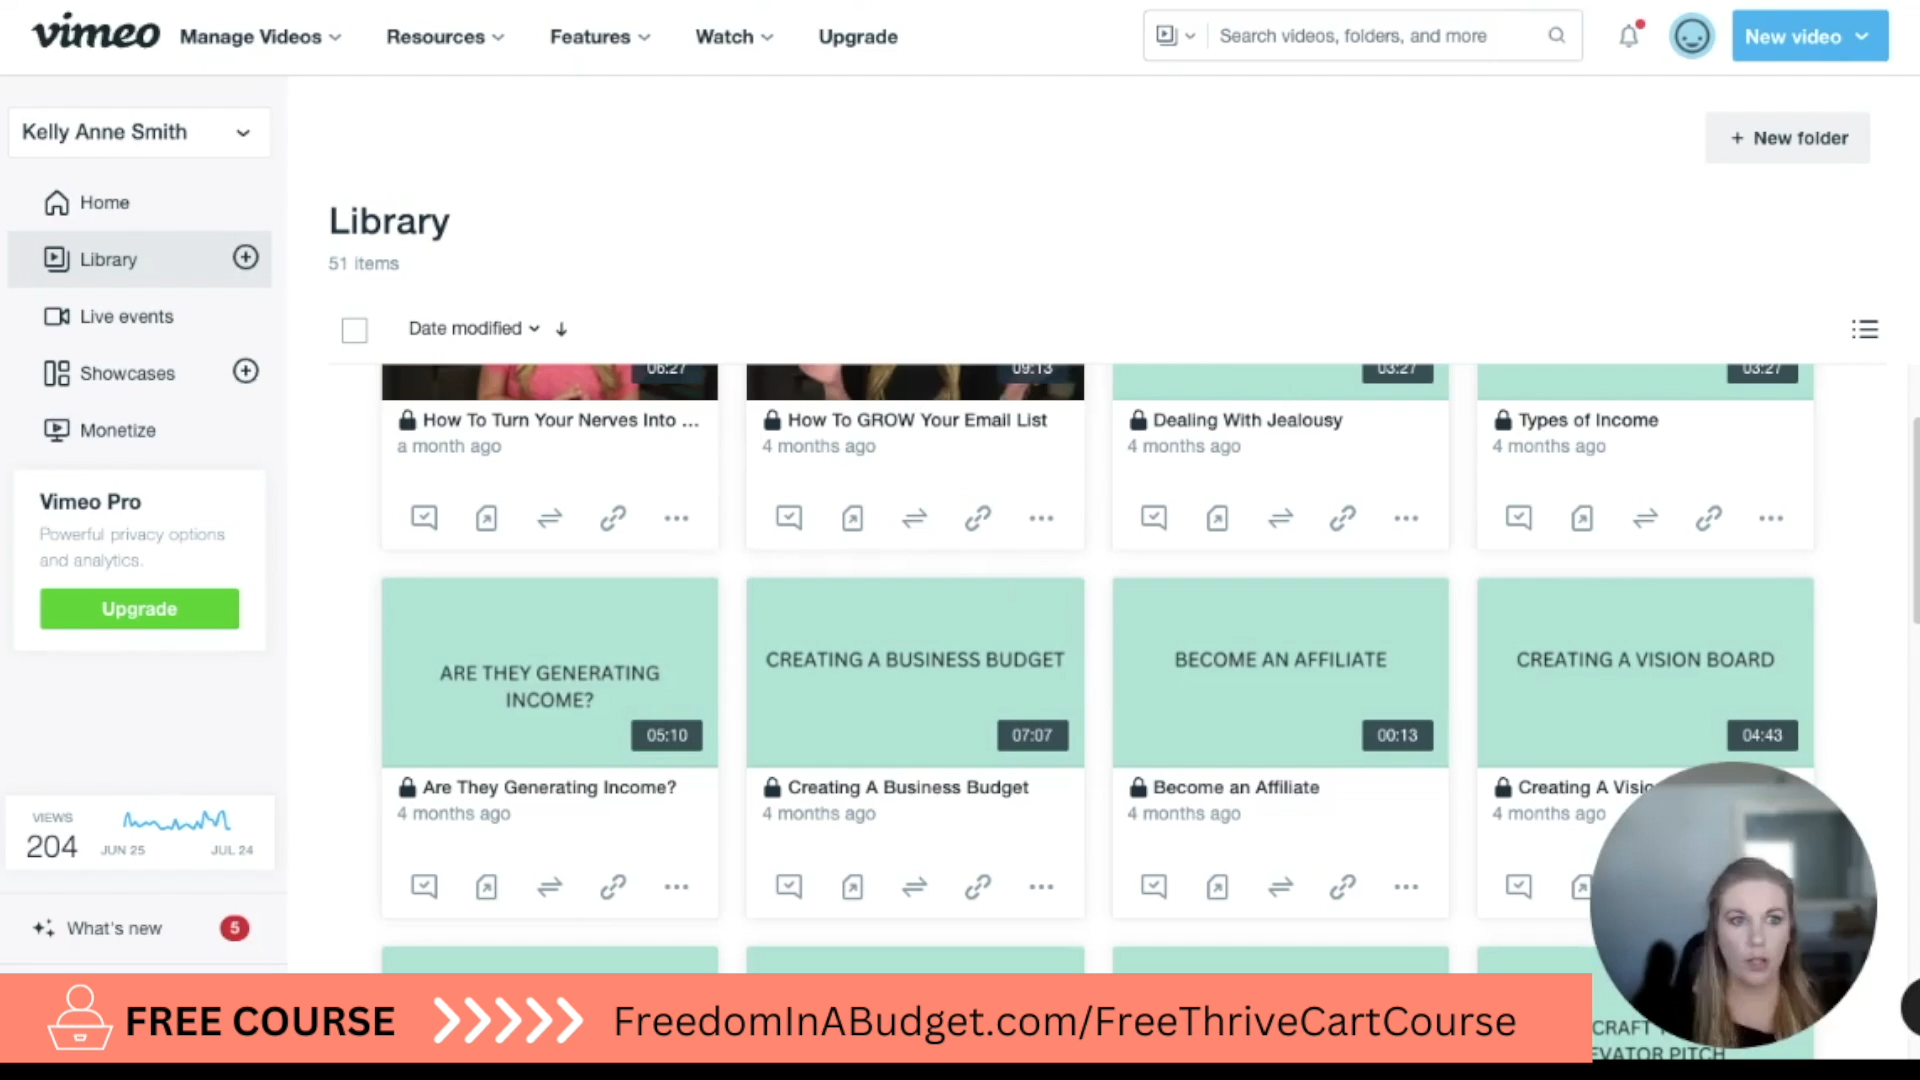 vimeo
Manage Videos
Resources
Features
Watch
Upgrade
Search videos, folders, and more
New video
Kelly Anne Smith
+ New folder
Home
Library
51 items
Library
Live events
Date modified
Showcases
Monetize
06:27
09:13
03:27
03:27
How To Turn Your Nerves Into ...
a month ago
How To GROW Your Email List
4 months ago
Dealing With Jealousy
4 months ago
Types of Income
4 months ago
Vimeo Pro
Powerful privacy options
and analytics.
Upgrade
ARE THEY GENERATING
INCOME?
05:10
CREATING A BUSINESS BUDGET
07:07
BECOME AN AFFILIATE
00:13
CREATING A VISION BOARD
04:43
Are They Generating Income?
4 months ago
Creating A Business Budget
4 months ago
Become an Affiliate
4 months ago
Creating A
4 months ago
VIEWS
204
JUN 25
JUL 24
What's new
5
FREE COURSE
FreedomInABudget.com/FreeThriveCartCourse
CRAFT
PITCH